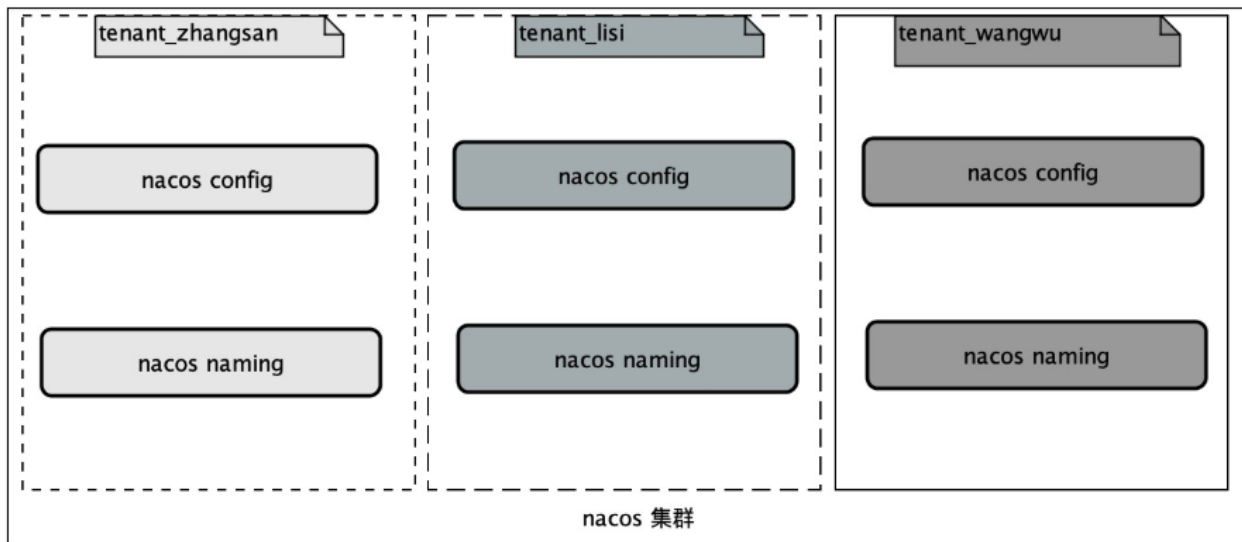 tenant_zhangsan
tenant_lisi
tenant_wangwu
nacos config
nacos config
nacos config
nacos naming
nacos naming
nacos naming
nacos 集群